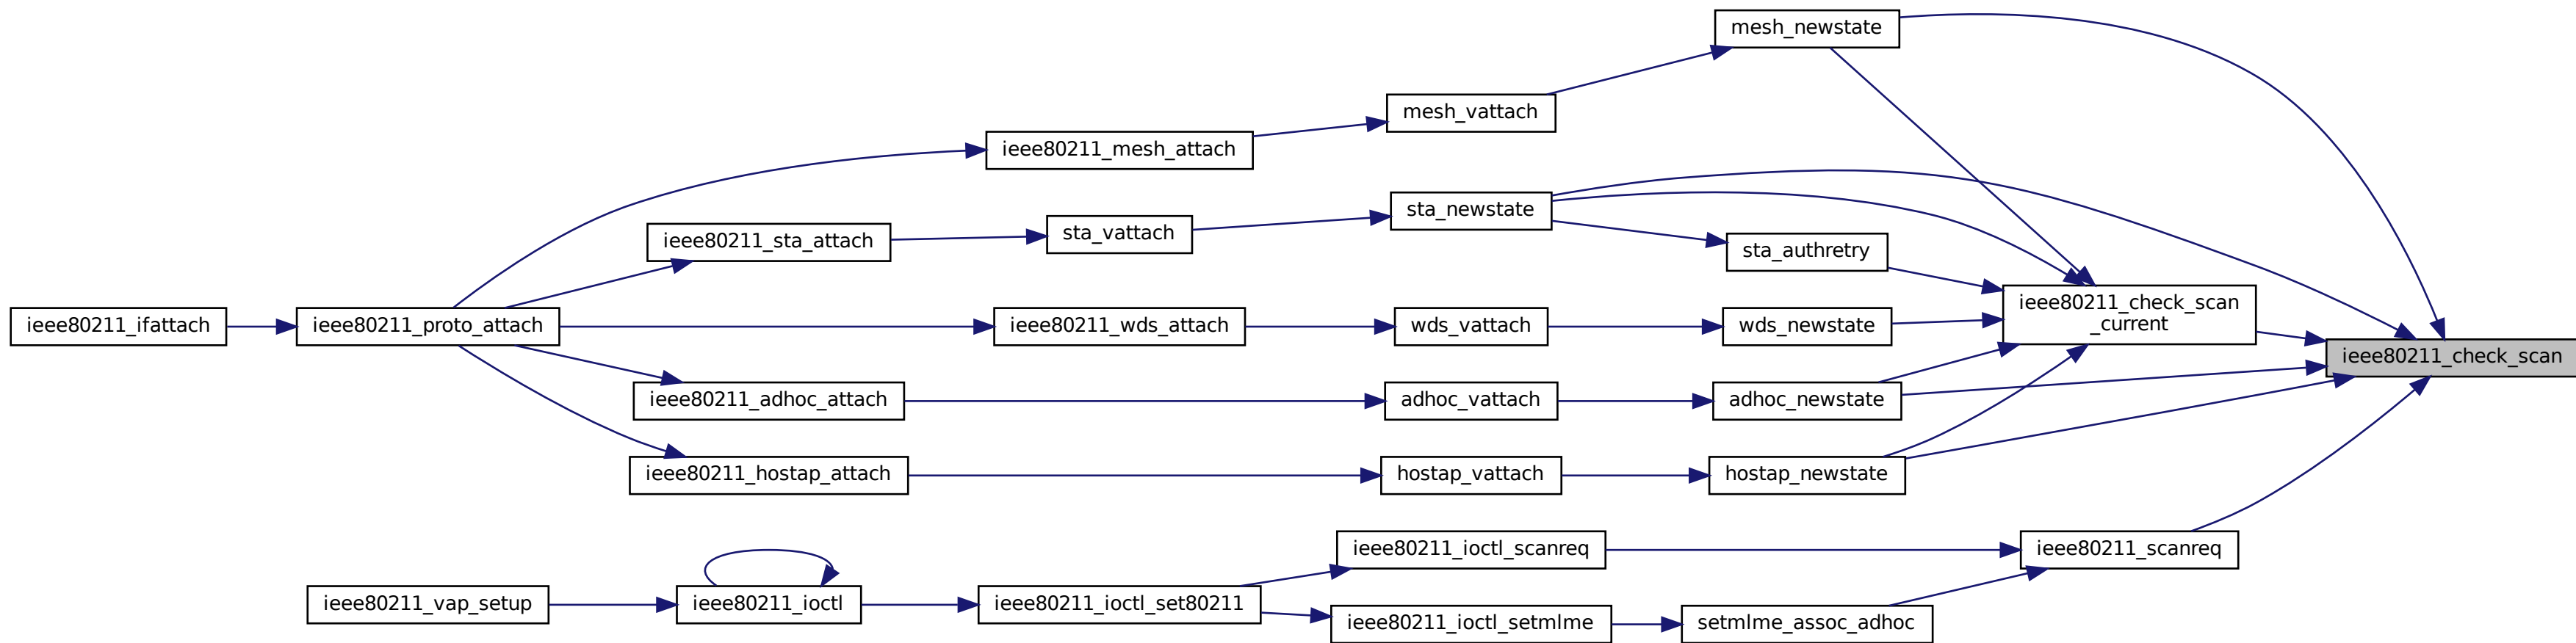 mesh_newstate
mesh_vattach
ieee80211_mesh_attach
sta_newstate
ieee80211_sta_attach
sta_vattach
sta_authretry
ieee80211_check_scan
_current
ieee80211_ifattach
ieee80211_proto_attach
ieee80211_wds_attach
wds_vattach
wds_newstate
ieee80211_check_scan
ieee80211_adhoc_attach
adhoc_vattach
adhoc_newstate
ieee80211_hostap_attach
hostap_vattach
hostap_newstate
ieee80211_ioctl_scanreq
ieee80211_scanreq
ieee80211_vap_setup
ieee80211_ioctl
ieee80211_ioctl_set80211
ieee80211_ioctl_setmlme
setmlme_assoc_adhoc